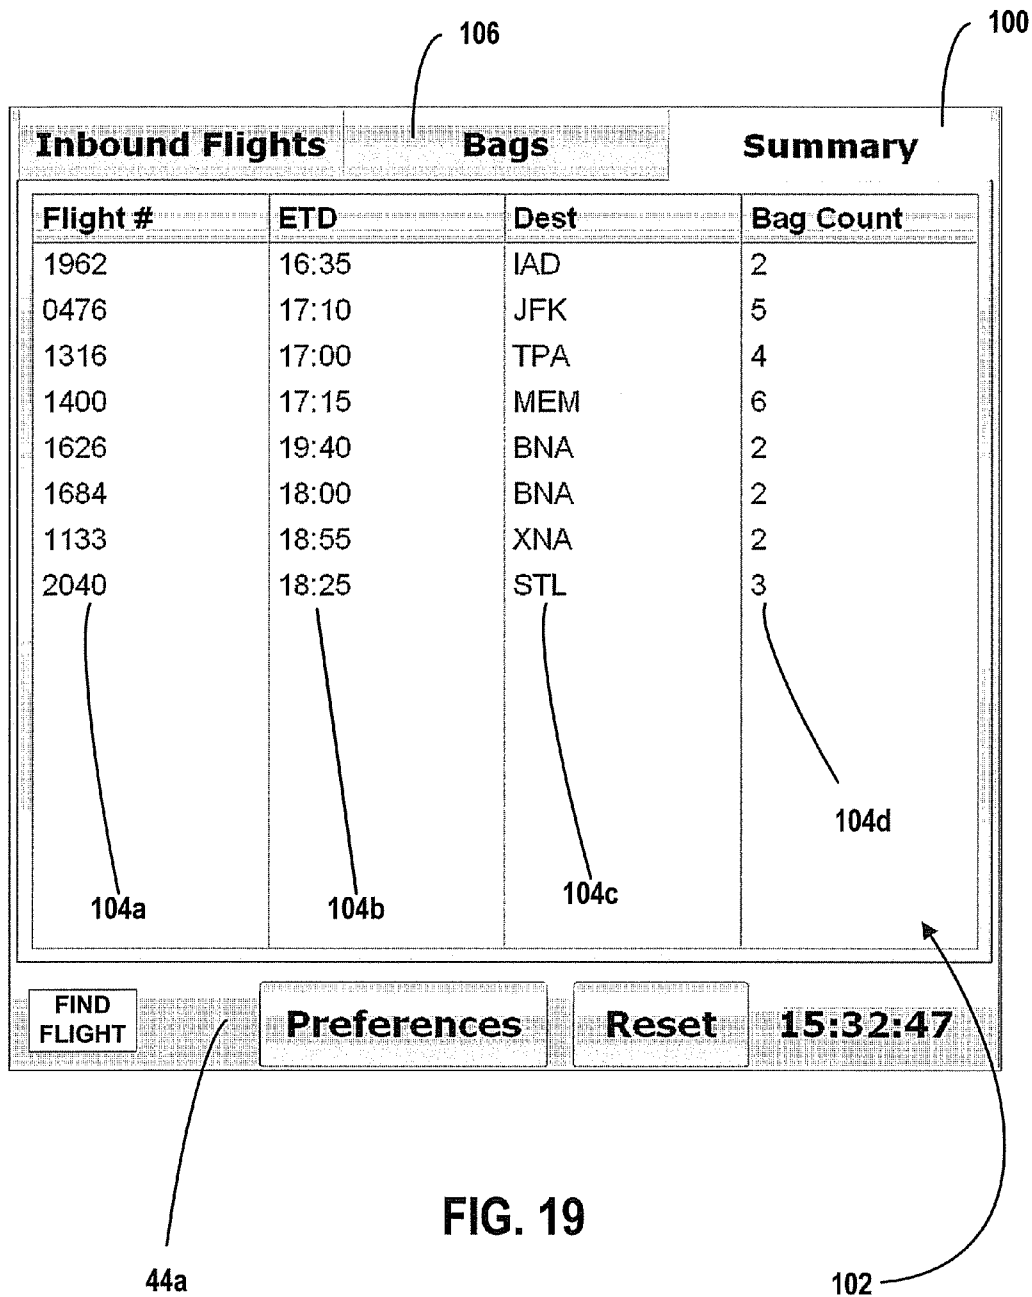 106
100
Inbound Flights Bags Summary
Flight # ETD Dest Bag Count
1962 16:35 IAD 2
0476 17:10 JFK 5
1316 17:00 TPA 4
1400 17:15 MEM 6
1626 19:40 BNA 2
1684 18:00 BNA 2
1133 18:55 XNA 2
2040 18:25 STL 3
104d
104a 104b 104c
FIND
FLIGHT Preferences Reset 15:32:47
FIG. 19
44a 102